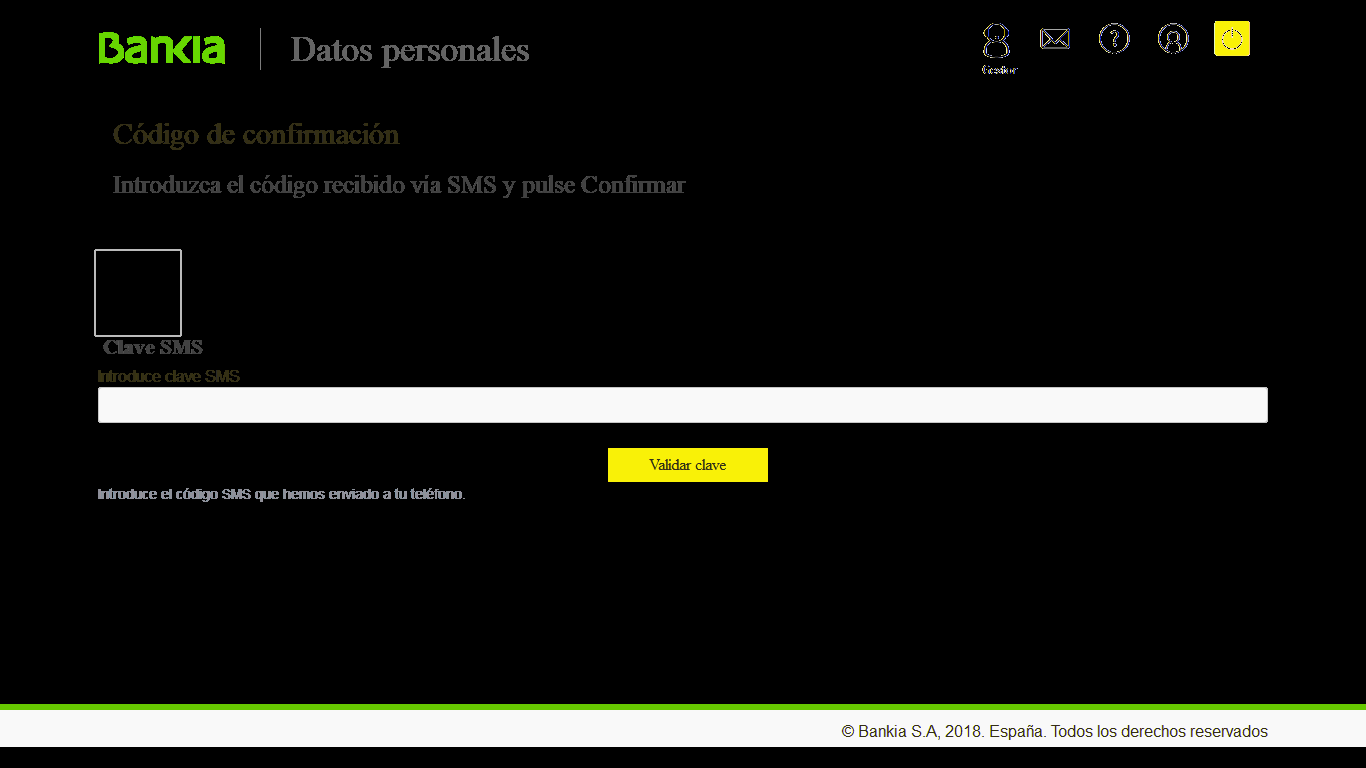 Bankia
Datos personales
Gestor
Código de confirmación
Introduzca el código recibido vía SMS y pulse Confirmar
Clave SMS
Introduce clave SMS
Validar clave
Introduce el código SMS que hemos enviado a tu teléfono.
© Bankia S.A, 2018. España. Todos los derechos reservados